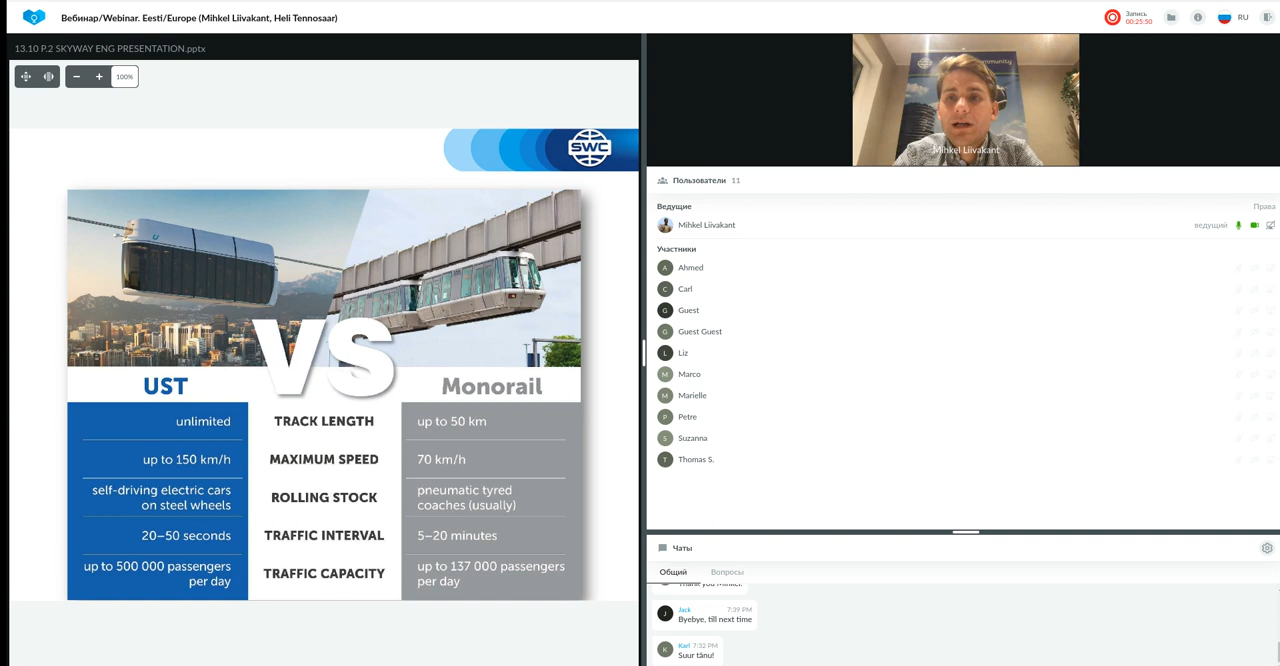 Вебинар/Webinar. Eesti/Europe (Mihkel Liivakant, Heli Tennosaar)
Запись
00:25:50
RU
13.10 P.2 SKYWAY ENG PRESENTATION.pptx
100%
SWC
VS
UST
Monorail
unlimited
TRACK LENGTH
up to 50 km
up to 150 km/h
MAXIMUM SPEED
70 km/h
self-driving electric cars
on steel wheels
ROLLING STOCK
pneumatic tyred
coaches (usually)
20–50 seconds
TRAFFIC INTERVAL
5–20 minutes
up to 500 000 passengers
per day
TRAFFIC CAPACITY
up to 137 000 passengers
per day
Mihkel Liivakant
Пользователи 11
Ведущие
Права
Mihkel Liivakant
ведущий
Участники
A Ahmed
C Carl
G Guest
G Guest Guest
L Liz
M Marco
M Marielle
P Petre
S Suzanna
T Thomas S.
Чаты
Общий
Вопросы
Thank you Mihkel.
J Jack 7:39 PM
Byebye, till next time
K Karl 7:32 PM
Suur tänu!